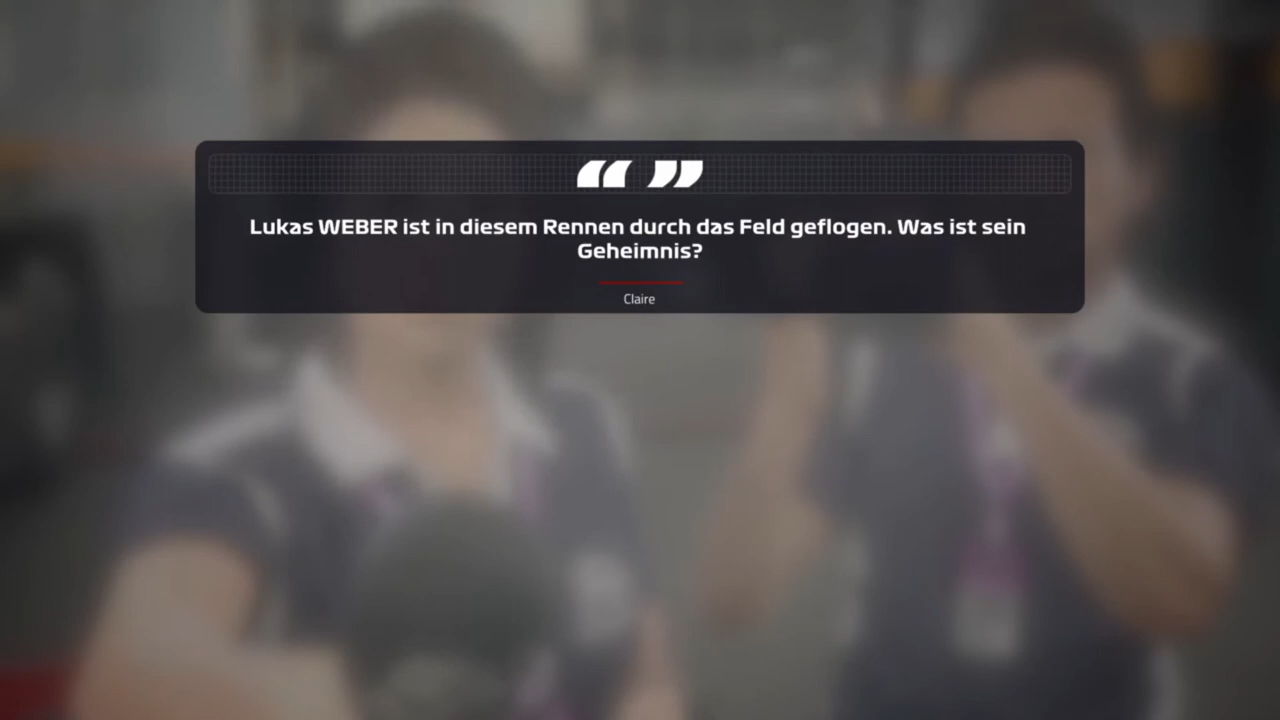 “ ”
Lukas WEBER ist in diesem Rennen durch das Feld geflogen. Was ist sein
Geheimnis?
Claire